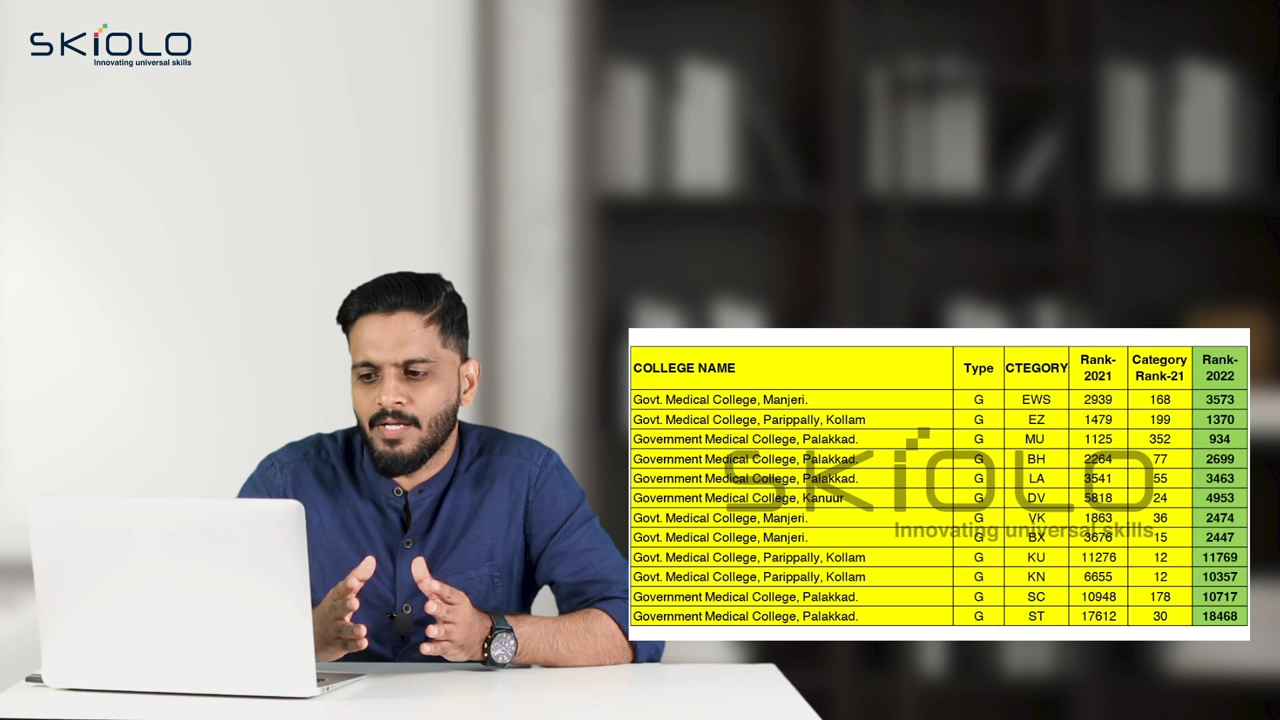 SKiOLO
Innovating universal skills
COLLEGE NAME Type CTEGORY Rank-2021 Category Rank-21 Rank-2022
Govt. Medical College, Manjeri. G EWS 2939 168 3573
Govt. Medical College, Parippally, Kollam G EZ 1479 199 1370
Government Medical College, Palakkad. G MU 1125 352 934
Government Medical College, Palakkad. G BH 2264 77 2699
Government Medical College, Palakkad. G LA 3541 55 3463
Government Medical College, Kanuur G DV 5818 24 4953
Govt. Medical College, Manjeri. G VK 1863 36 2474
Govt. Medical College, Manjeri. G BX 3676 15 2447
Govt. Medical College, Parippally, Kollam G KU 11276 12 11769
Govt. Medical College, Parippally, Kollam G KN 6655 12 10357
Government Medical College, Palakkad. G SC 10948 178 10717
Government Medical College, Palakkad. G ST 17612 30 18468
SKiOLO
Innovating universal skills